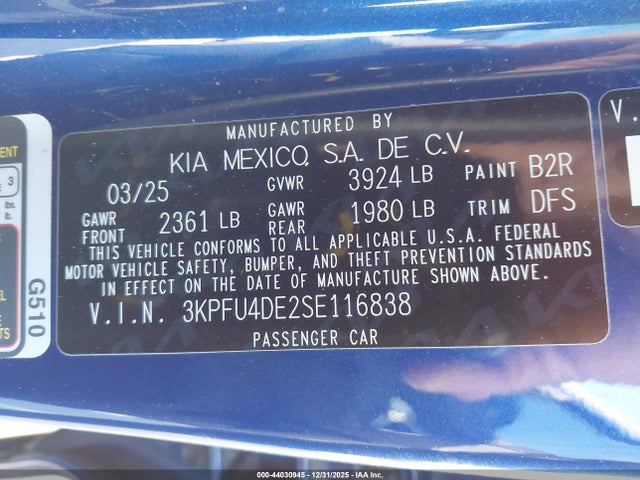 MANUFACTURED BY
KIA MEXICO, S.A. DE C.V.
03/25 GVWR 3924 LB PAINT B2R
GAWR FRONT 2361 LB GAWR REAR 1980 LB TRIM DFS
THIS VEHICLE CONFORMS TO ALL APPLICABLE U.S.A. FEDERAL
MOTOR VEHICLE SAFETY, BUMPER, AND THEFT PREVENTION STANDARDS
IN EFFECT ON THE DATE OF MANUFACTURE SHOWN ABOVE.
V.I.N. 3KPFU4DE2SE116838
PASSENGER CAR
G510
3
lbs.
lb.
V.
000-44030945 - 12/31/2025 - IAA Inc.